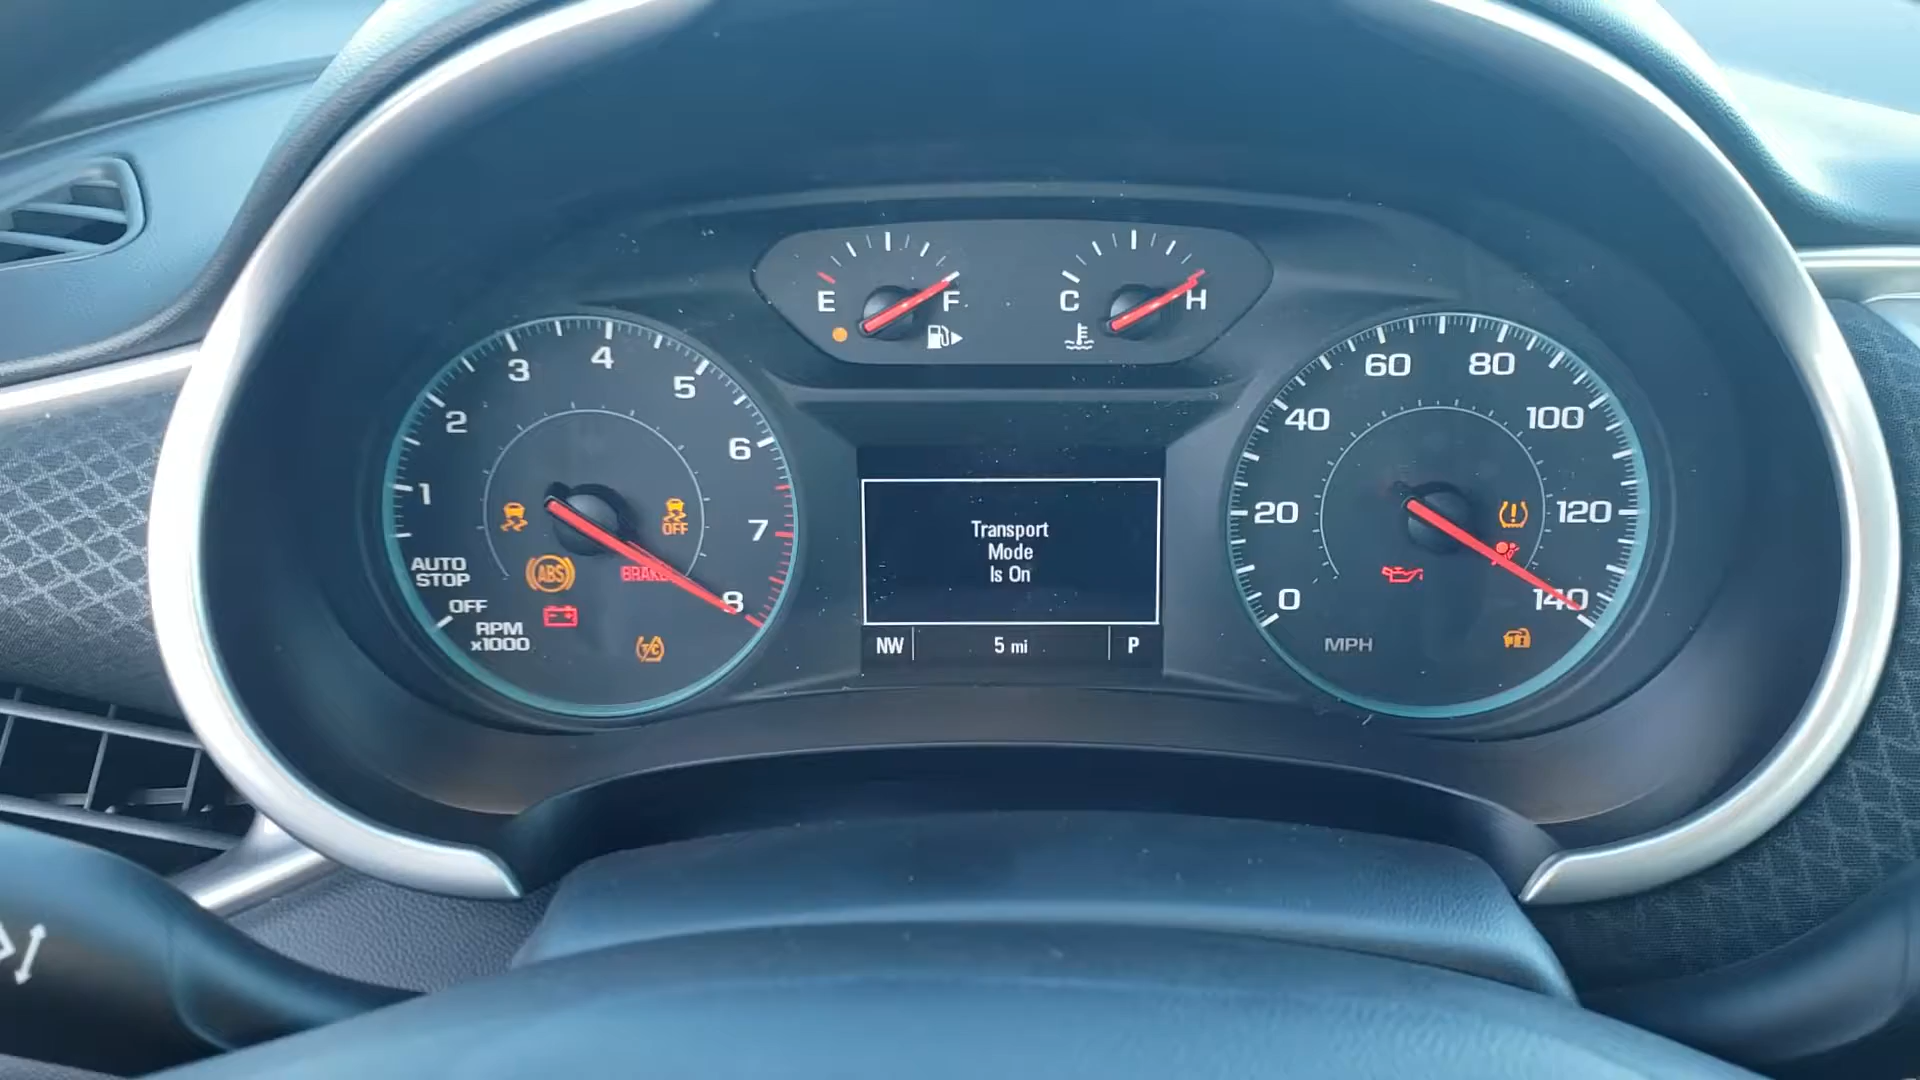 E
F
C
H
1
2
3
4
5
6
7
8
AUTO
STOP
OFF
RPM
x1000
OFF
ABS
BRAKE
T/C
Transport
Mode
Is On
NW
5 mi
P
0
20
40
60
80
100
120
140
MPH